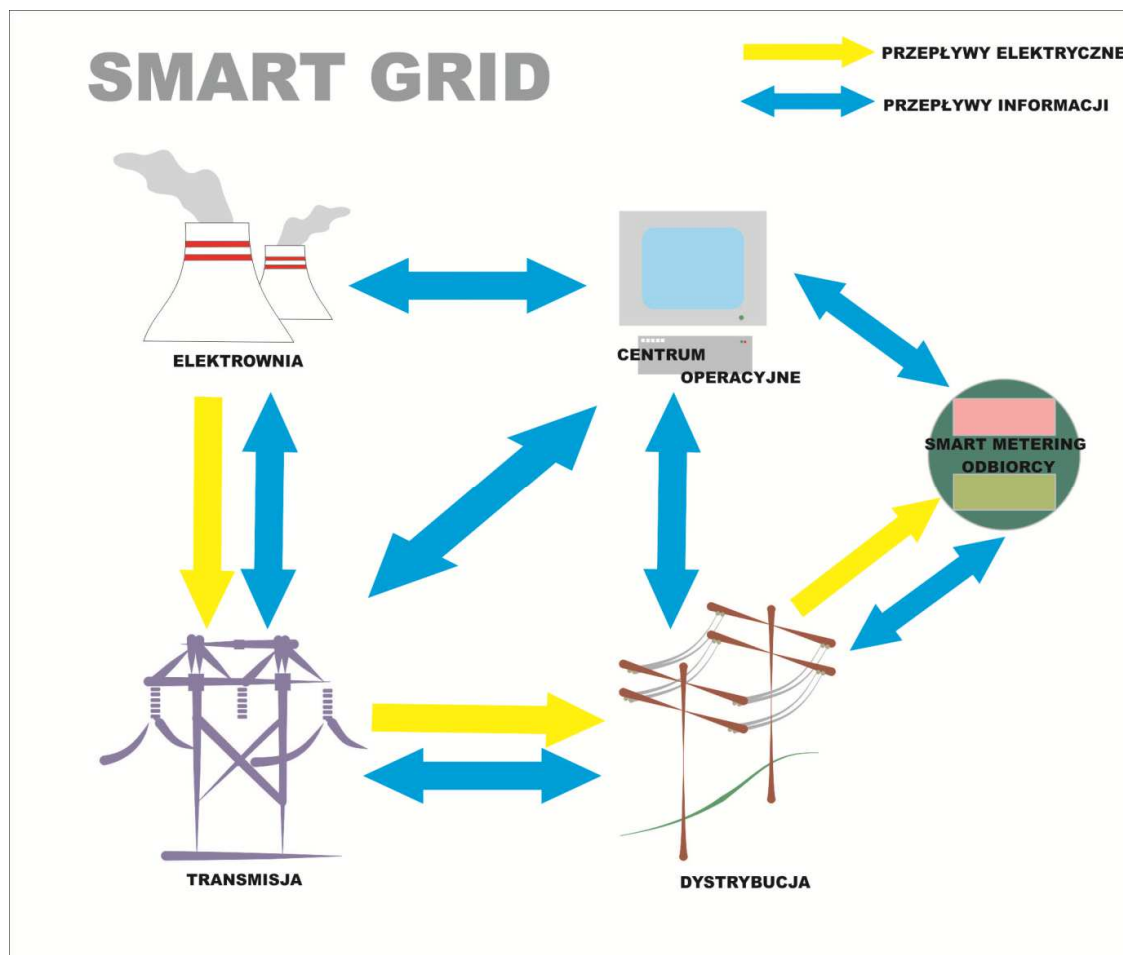 SMART GRID
PRZEPŁYWY ELEKTRYCZNE
PRZEPŁYWY INFORMACJI
ELEKTROWNIA
CENTRUM
OPERACYJNE
SMART METERING
ODBIORCY
TRANSMISJA
DYSTRYBUCJA